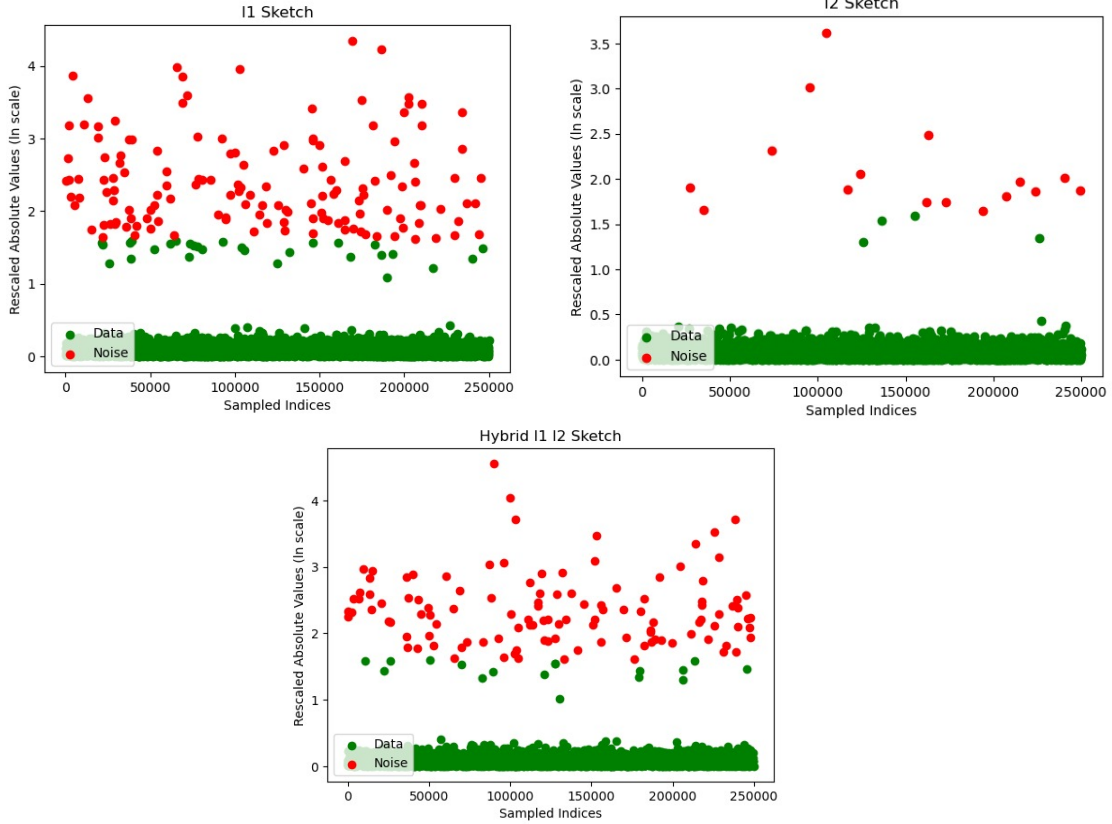 l1 Sketch
Rescaled Absolute Values (ln scale)
4
3
2
1
0
Data
Noise
0 50000 100000 150000 200000 250000
Sampled Indices
l2 Sketch
Rescaled Absolute Values (ln scale)
3.5
3.0
2.5
2.0
1.5
1.0
0.5
0.0
Data
Noise
0 50000 100000 150000 200000 250000
Sampled Indices
Hybrid l1 l2 Sketch
Rescaled Absolute Values (ln scale)
4
3
2
1
0
Data
Noise
0 50000 100000 150000 200000 250000
Sampled Indices